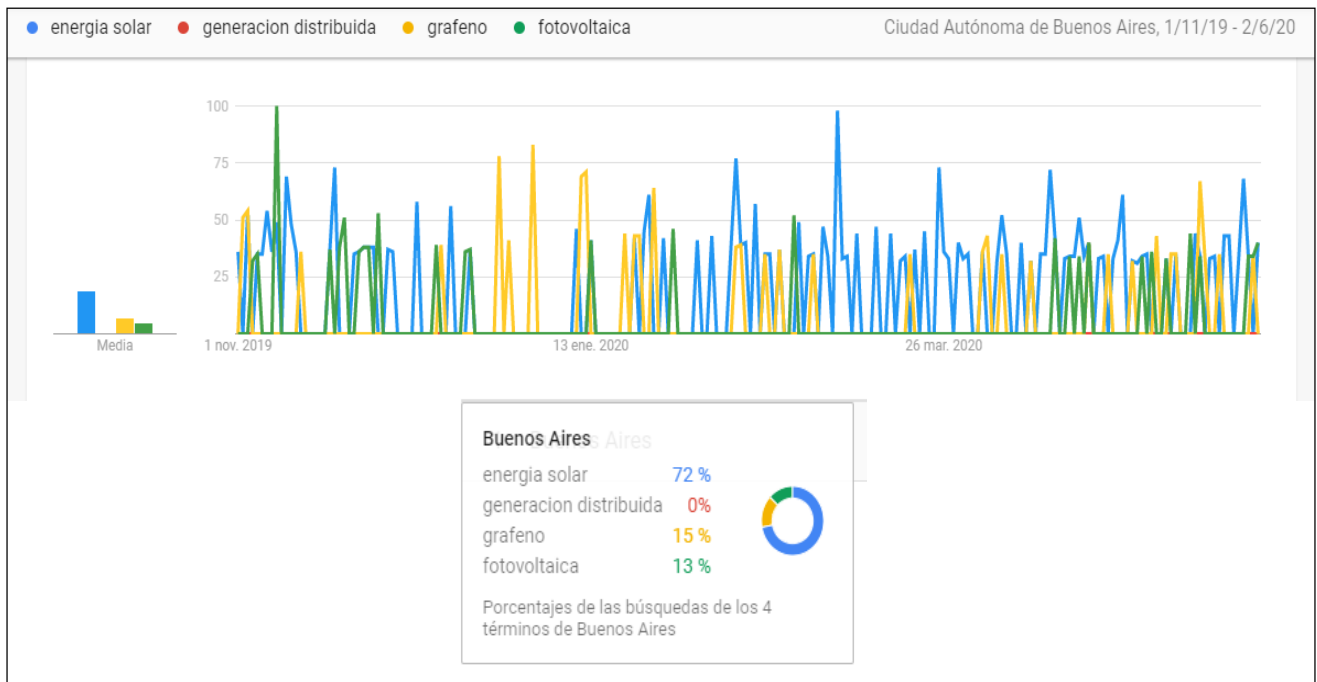 energia solar generacion distribuida grafeno fotovoltaica Ciudad Autónoma de Buenos Aires, 1/11/19 - 2/6/20
100
75
50
25
Media 1 nov. 2019 13 ene. 2020 26 mar. 2020
Buenos Aires
energia solar 72 %
generacion distribuida 0%
grafeno 15 %
fotovoltaica 13 %
Porcentajes de las búsquedas de los 4
términos de Buenos Aires